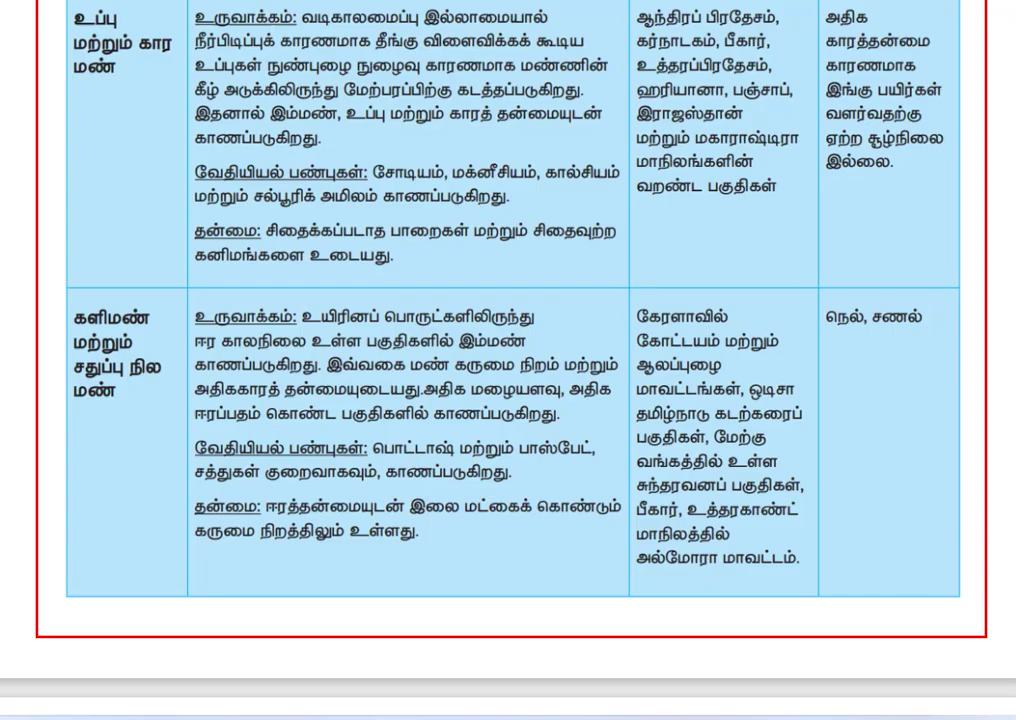 உப்பு
மற்றும் கார
மண்
உருவாக்கம்: வடிகாலமைப்பு இல்லாமையால்
நீர்பிடிப்புக் காரணமாக தீங்கு விளைவிக்கக் கூடிய
உப்புகள் நுண்புழை நுழைவு காரணமாக மண்ணின்
கீழ் அடுக்கிலிருந்து மேற்பரப்பிற்கு கடத்தப்படுகிறது.
இதனால் இம்மண், உப்பு மற்றும் காரத் தன்மையுடன்
காணப்படுகிறது.
வேதியியல் பண்புகள்: சோடியம், மக்னீசியம், கால்சியம்
மற்றும் சல்பூரிக் அமிலம் காணப்படுகிறது.
தன்மை: சிதைக்கப்படாத பாறைகள் மற்றும் சிதைவுற்ற
கனிமங்களை உடையது.
ஆந்திரப் பிரதேசம்,
கர்நாடகம், பீகார்,
உத்தரப்பிரதேசம்,
ஹரியானா, பஞ்சாப்,
இராஜஸ்தான்
மற்றும் மகாராஷ்டிரா
மாநிலங்களின்
வறண்ட பகுதிகள்
அதிக
காரத்தன்மை
காரணமாக
இங்கு பயிர்கள்
வளர்வதற்கு
ஏற்ற சூழ்நிலை
இல்லை.
களிமண்
மற்றும்
சதுப்பு நில
மண்
உருவாக்கம்: உயிரினப் பொருட்களிலிருந்து
ஈர காலநிலை உள்ள பகுதிகளில் இம்மண்
காணப்படுகிறது. இவ்வகை மண் கருமை நிறம் மற்றும்
அதிககாரத் தன்மையுடையது.அதிக மழையளவு, அதிக
ஈரப்பதம் கொண்ட பகுதிகளில் காணப்படுகிறது.
வேதியியல் பண்புகள்: பொட்டாஷ் மற்றும் பாஸ்பேட்,
சத்துகள் குறைவாகவும், காணப்படுகிறது.
தன்மை: ஈரத்தன்மையுடன் இலை மட்கைக் கொண்டும்
கருமை நிறத்திலும் உள்ளது.
கேரளாவில்
கோட்டயம் மற்றும்
ஆலப்புழை
மாவட்டங்கள், ஒடிசா
தமிழ்நாடு கடற்கரைப்
பகுதிகள், மேற்கு
வங்கத்தில் உள்ள
சுந்தரவனப் பகுதிகள்,
பீகார், உத்தரகாண்ட்
மாநிலத்தில்
அல்மோரா மாவட்டம்.
நெல், சணல்